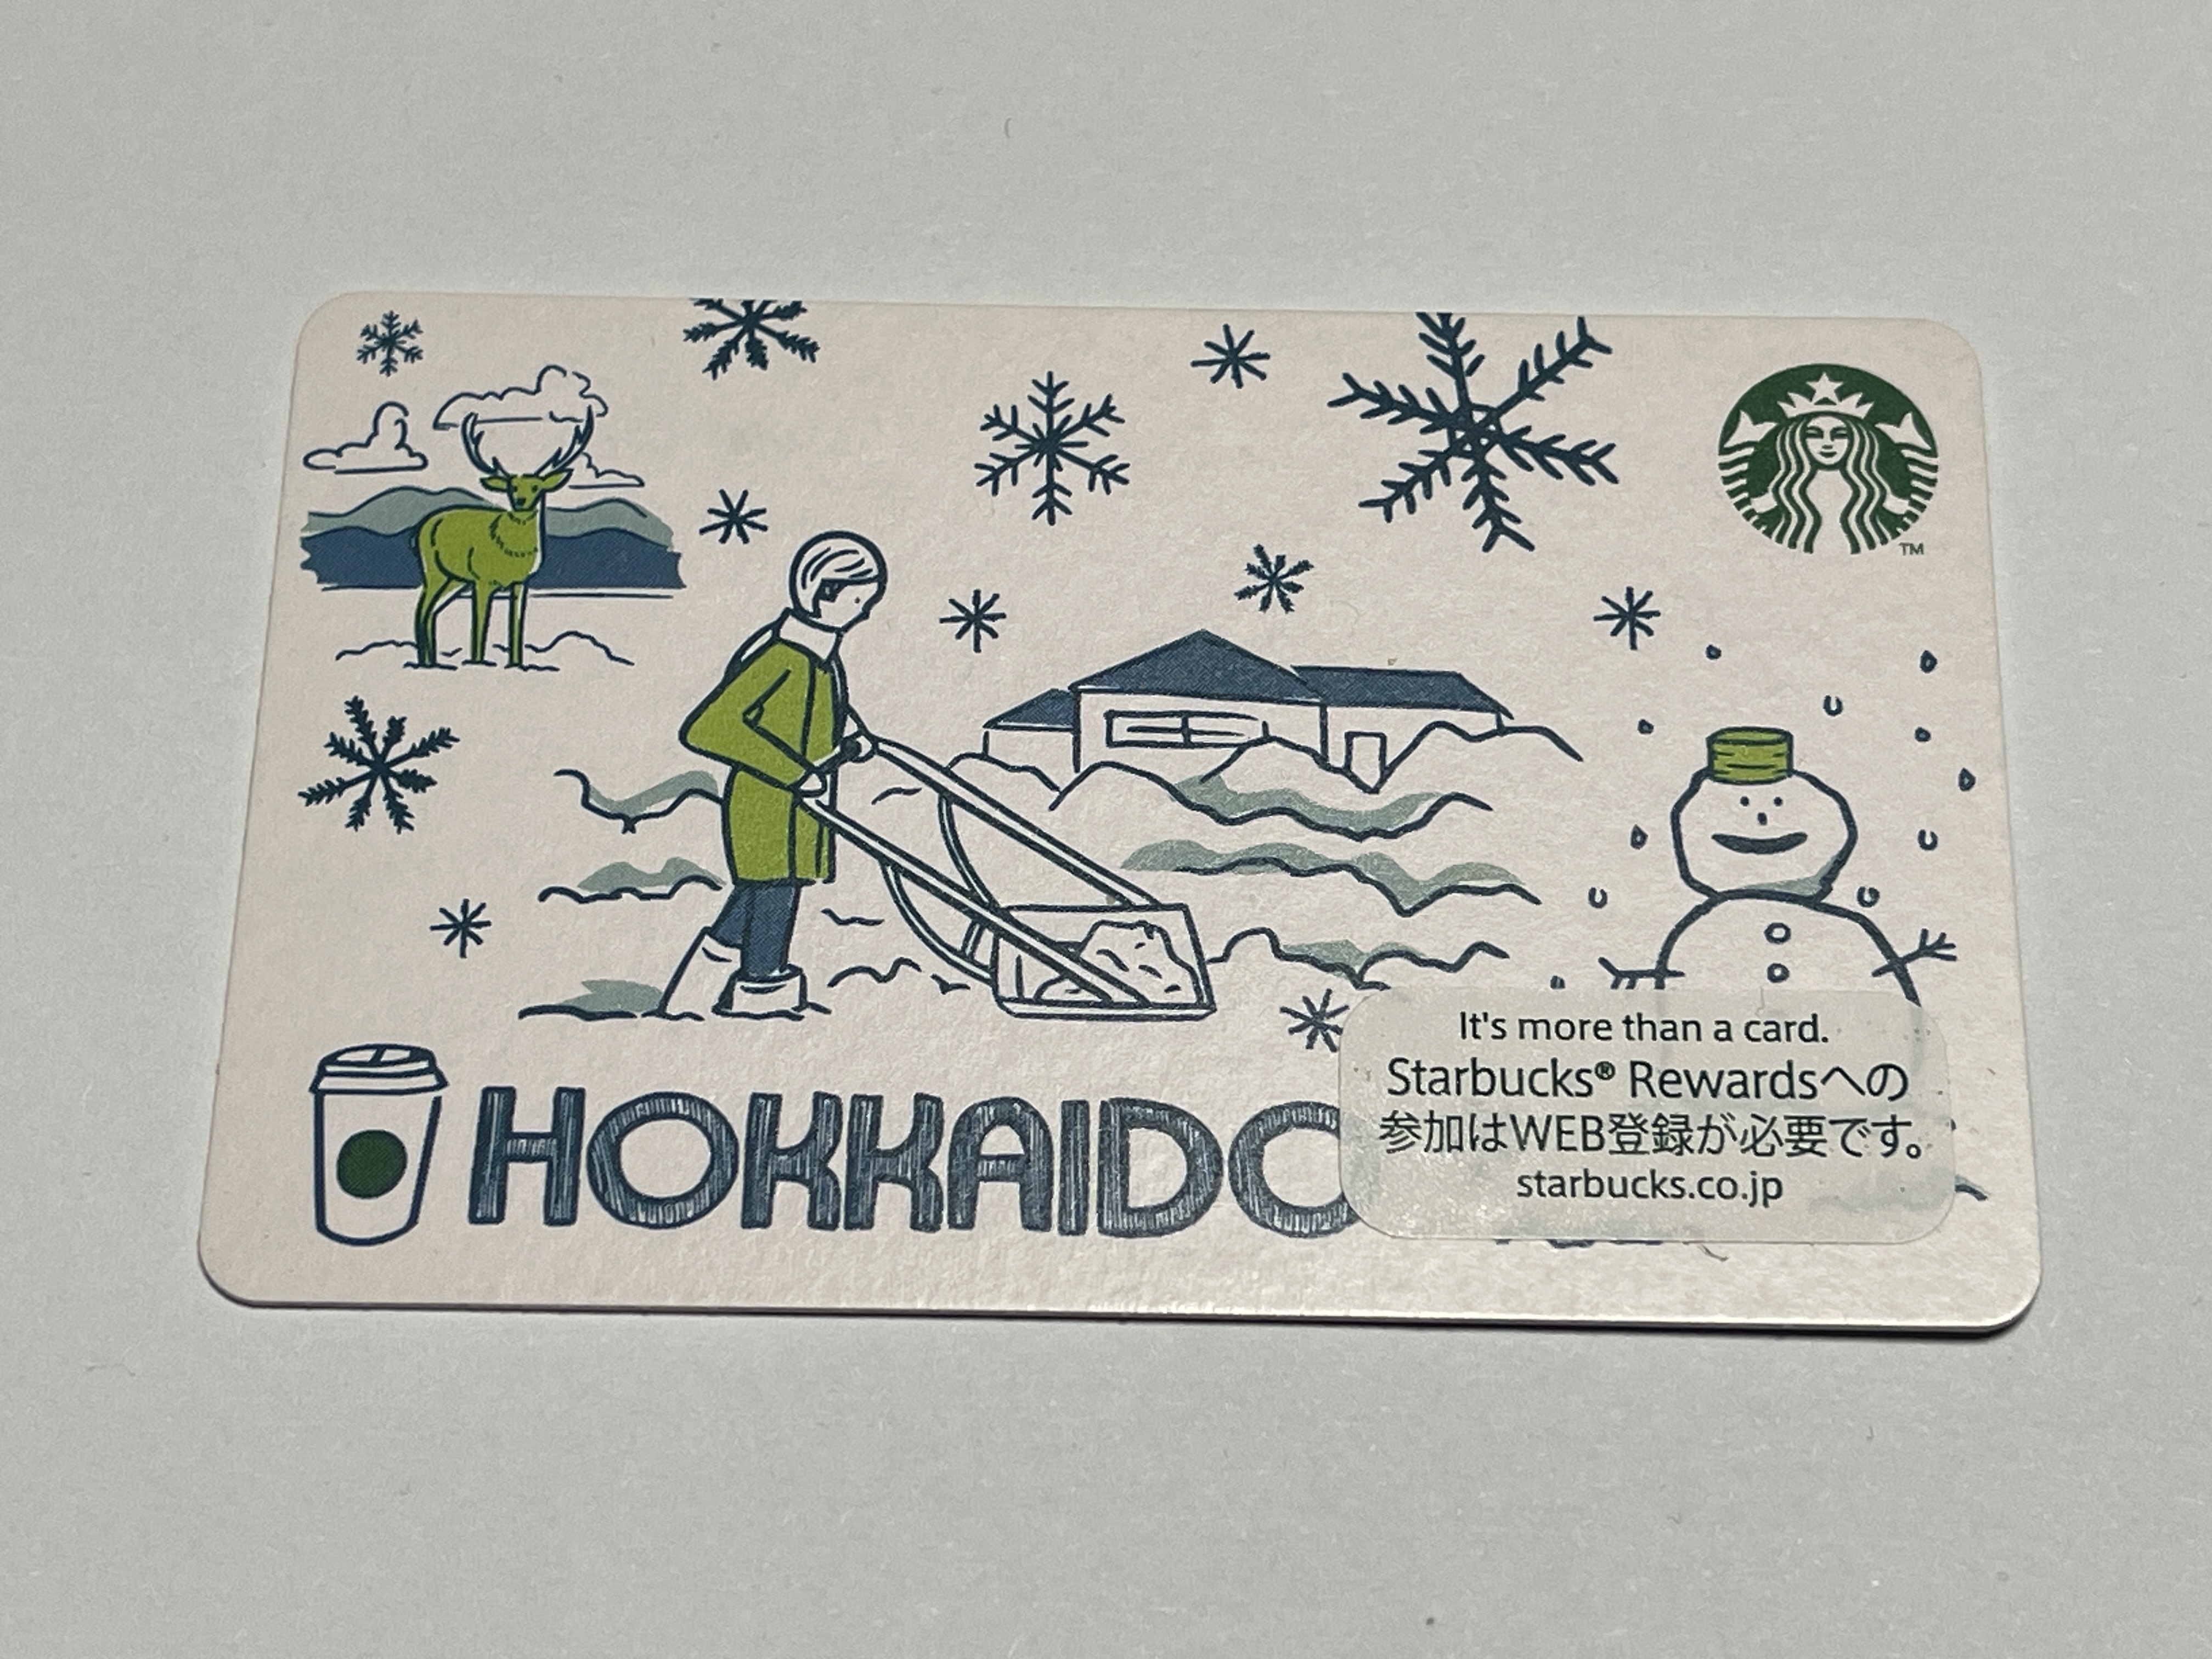 TM
It's more than a card.
Starbucks® Rewardsへの
参加はWEB登録が必要です。
starbucks.co.jp
HOKKAIDO